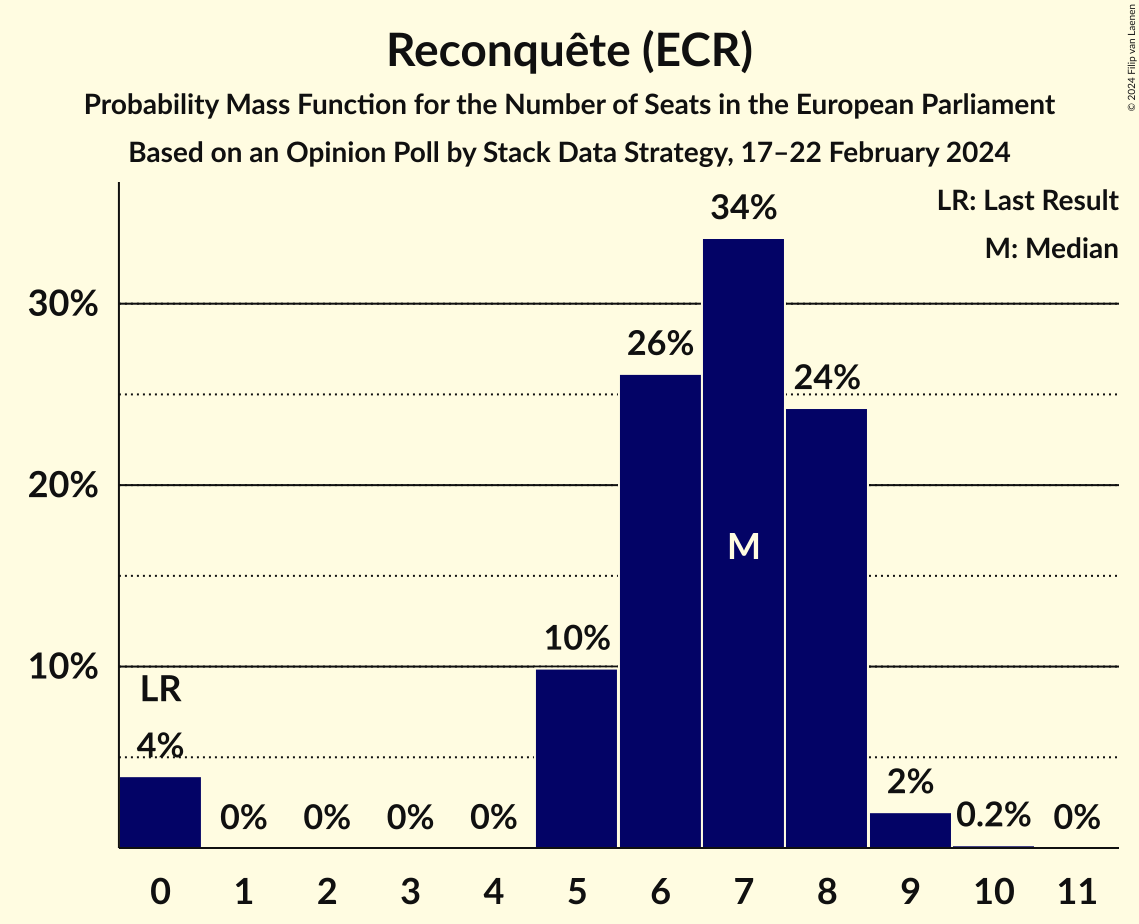 Reconquête (ECR)
Probability Mass Function for the Number of Seats in the European Parliament
Based on an Opinion Poll by Stack Data Strategy, 17–22 February 2024
© 2024 Filip van Laenen
LR: Last Result
M: Median
34%
30%
26%
24%
20%
M
10%
10%
LR
4%
0%
0%
0%
0%
2%
0.2%
0%
0 1 2 3 4 5 6 7 8 9 10 11